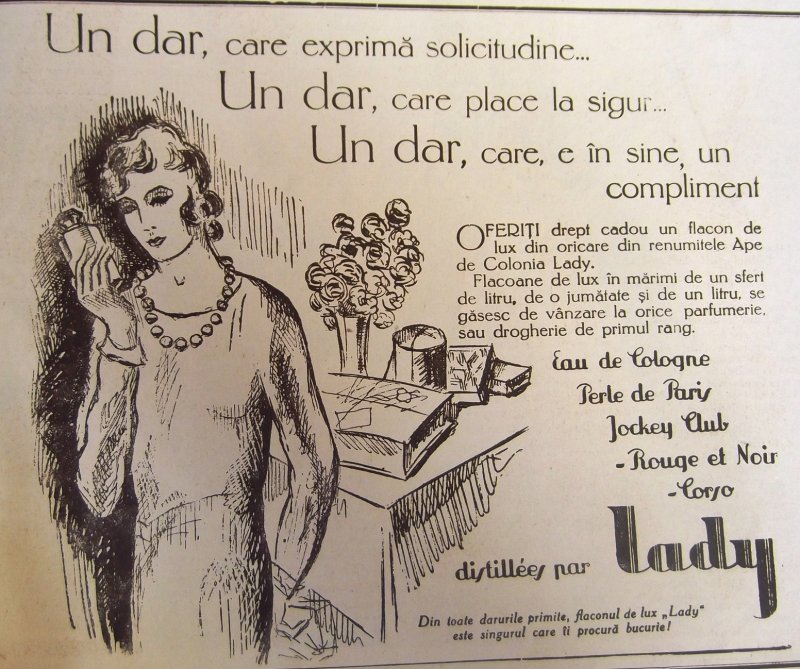 Un dar, care exprimă solicitudine...
Un dar, care place la sigur...
Un dar, care, e în sine, un
compliment
OFERIȚI drept cadou un flacon de
lux din oricare din renumitele Ape
de Colonia Lady.
Flacoane de lux în mărimi de un sfert
de litru, de o jumătate și de un litru, se
găsesc de vânzare la orice parfumerie,
sau drogherie de primul rang.
Eau de Cologne
Perle de Paris
Jockey Club
-Rouge et Noir
-Corso
distillées par lady
Din toate darurile primite, flaconul de lux „Lady“
este singurul care îi procură bucurie!